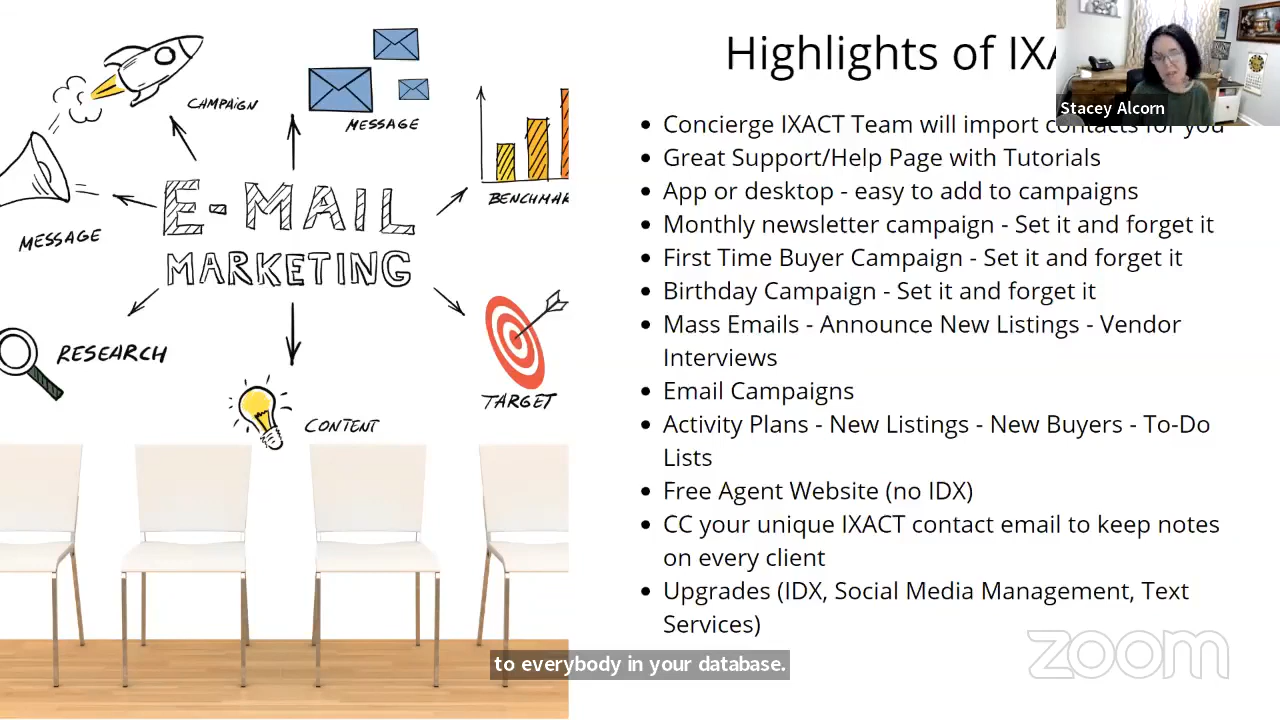 Highlights of IXA
Stacey Alcorn
Concierge IXACT Team will import contacts for you
Great Support/Help Page with Tutorials
App or desktop - easy to add to campaigns
Monthly newsletter campaign - Set it and forget it
First Time Buyer Campaign - Set it and forget it
Birthday Campaign - Set it and forget it
Mass Emails - Announce New Listings - Vendor
Interviews
Email Campaigns
Activity Plans - New Listings - New Buyers - To-Do
Lists
Free Agent Website (no IDX)
CC your unique IXACT contact email to keep notes
on every client
Upgrades (IDX, Social Media Management, Text
Services)
CAMPAIGN
MESSAGE
BENCHMAR
E-MAIL
MARKETING
MESSAGE
RESEARCH
TARGET
CONTENT
to everybody in your database.
zoom